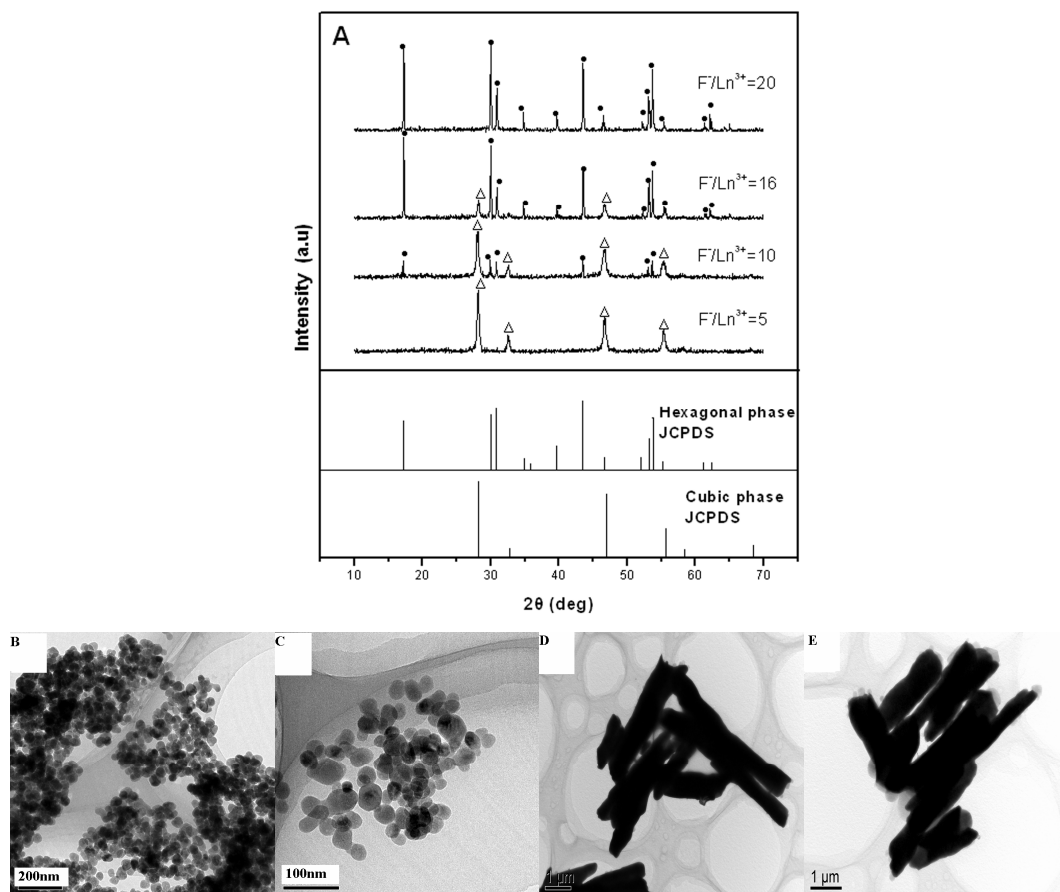 A
F⁻/Ln³⁺=20
F⁻/Ln³⁺=16
F⁻/Ln³⁺=10
F⁻/Ln³⁺=5
Intensity (a.u)
Hexagonal phase
JCPDS
Cubic phase
JCPDS
10 20 30 40 50 60 70
2θ (deg)
B
C
D
E
200nm
100nm
1 μm
1 μm